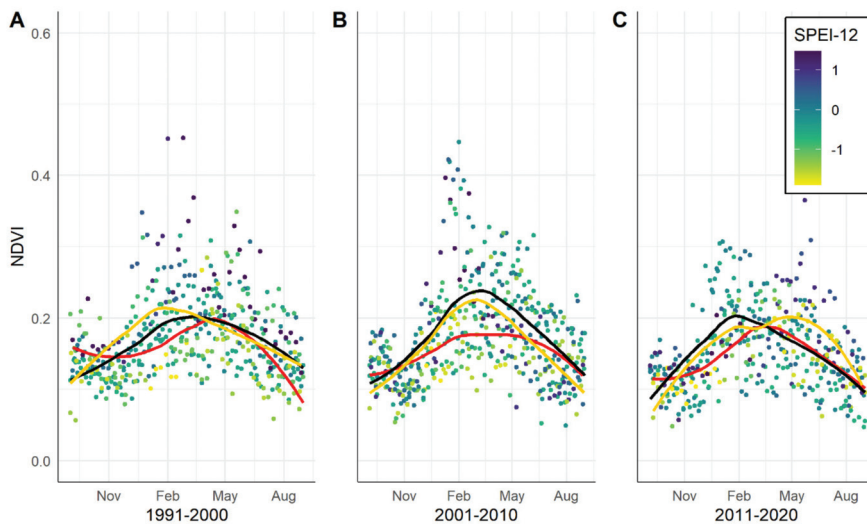 A
B
C
SPEI-12
1
0
-1
NDVI
0.6
0.4
0.2
0.0
Nov Feb May Aug
Nov Feb May Aug
Nov Feb May Aug
1991-2000
2001-2010
2011-2020